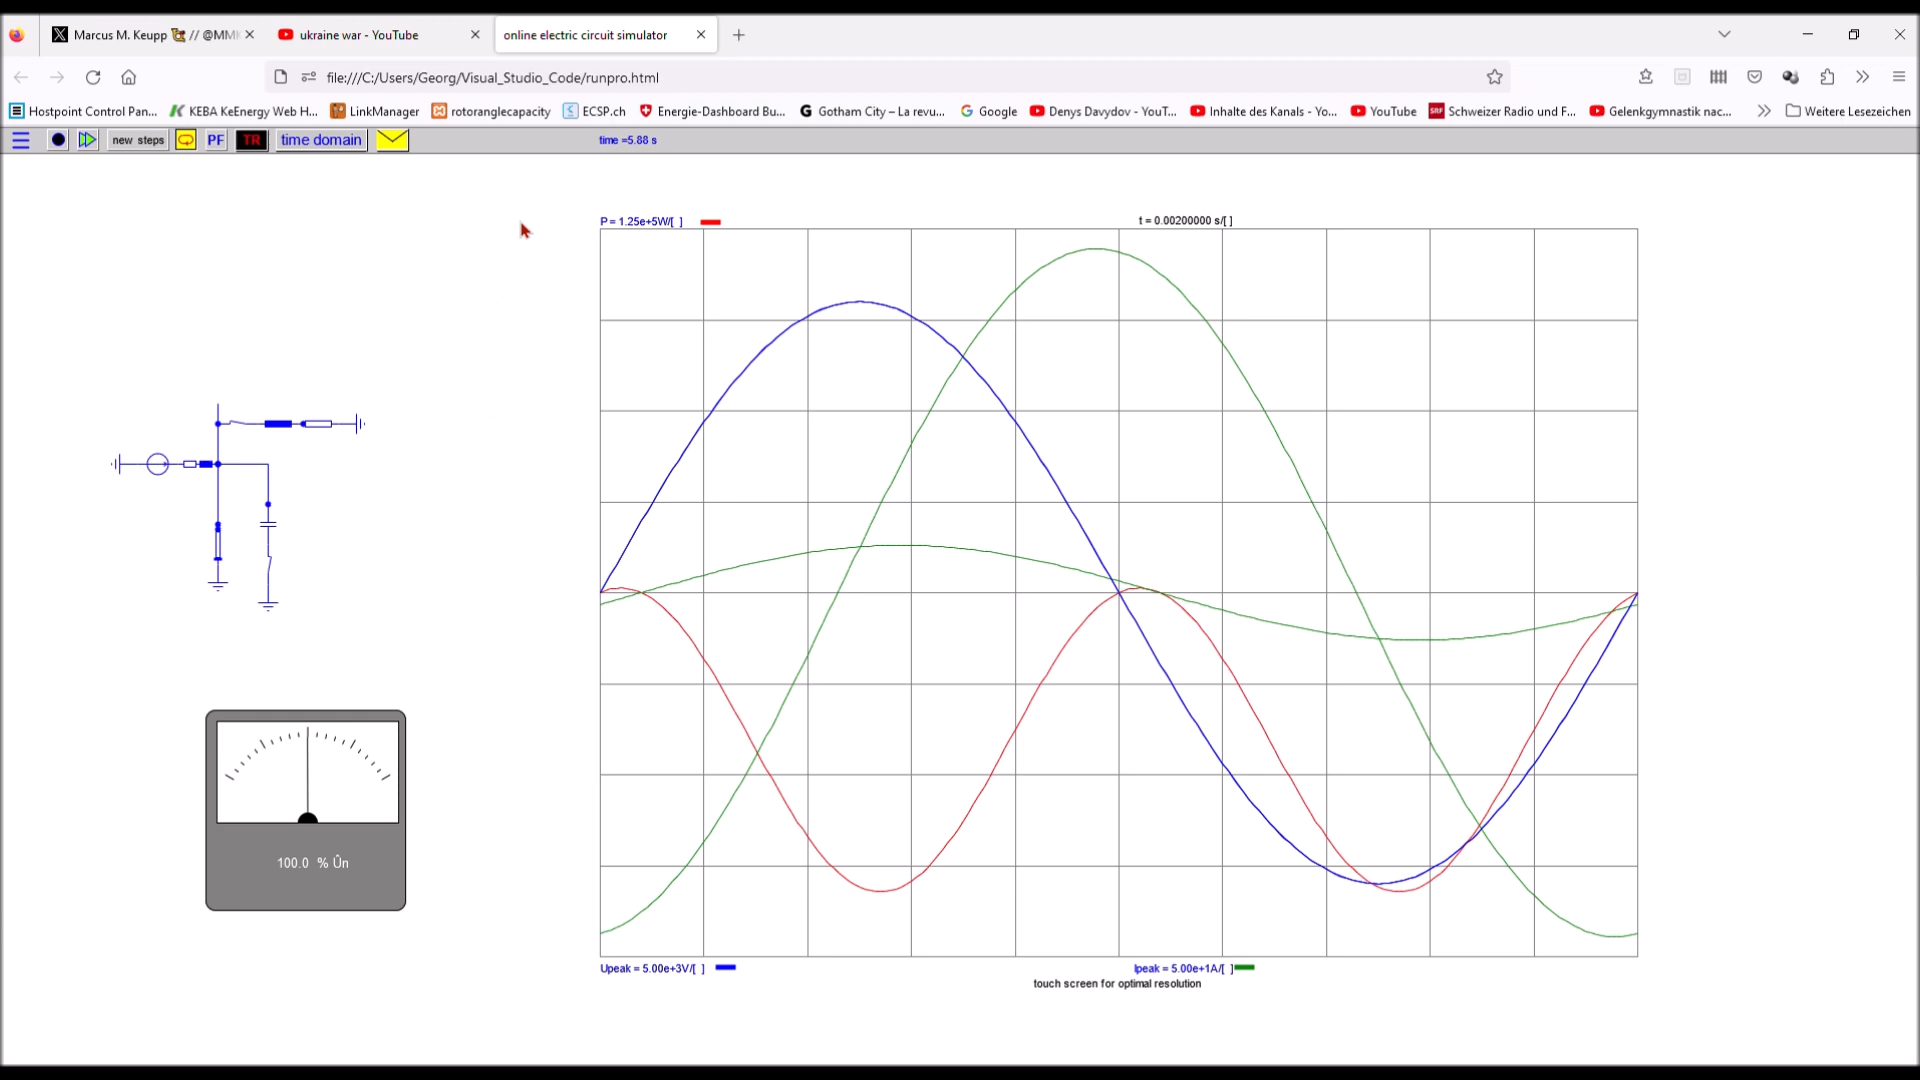 Marcus M. Keupp // @MMK
ukraine war - YouTube
online electric circuit simulator
file:///C:/Users/Georg/Visual_Studio_Code/runpro.html
Hostpoint Control Pan...
KEBA KeEnergy Web H...
LinkManager
rotoranglecapacity
ECSP.ch
Energie-Dashboard Bu...
Gotham City – La revu...
Google
Denys Davydov - YouT...
Inhalte des Kanals - Yo...
YouTube
SRF
Schweizer Radio und F...
Gelenkgymnastik nac...
Weitere Lesezeichen
new steps
PF
TR
time domain
time =5.88 s
P = 1.25e+5W/[ ]
t = 0.00200000 s/[ ]
100.0 % Ûn
Upeak = 5.00e+3V/[ ]
Ipeak = 5.00e+1A/[ ]
touch screen for optimal resolution